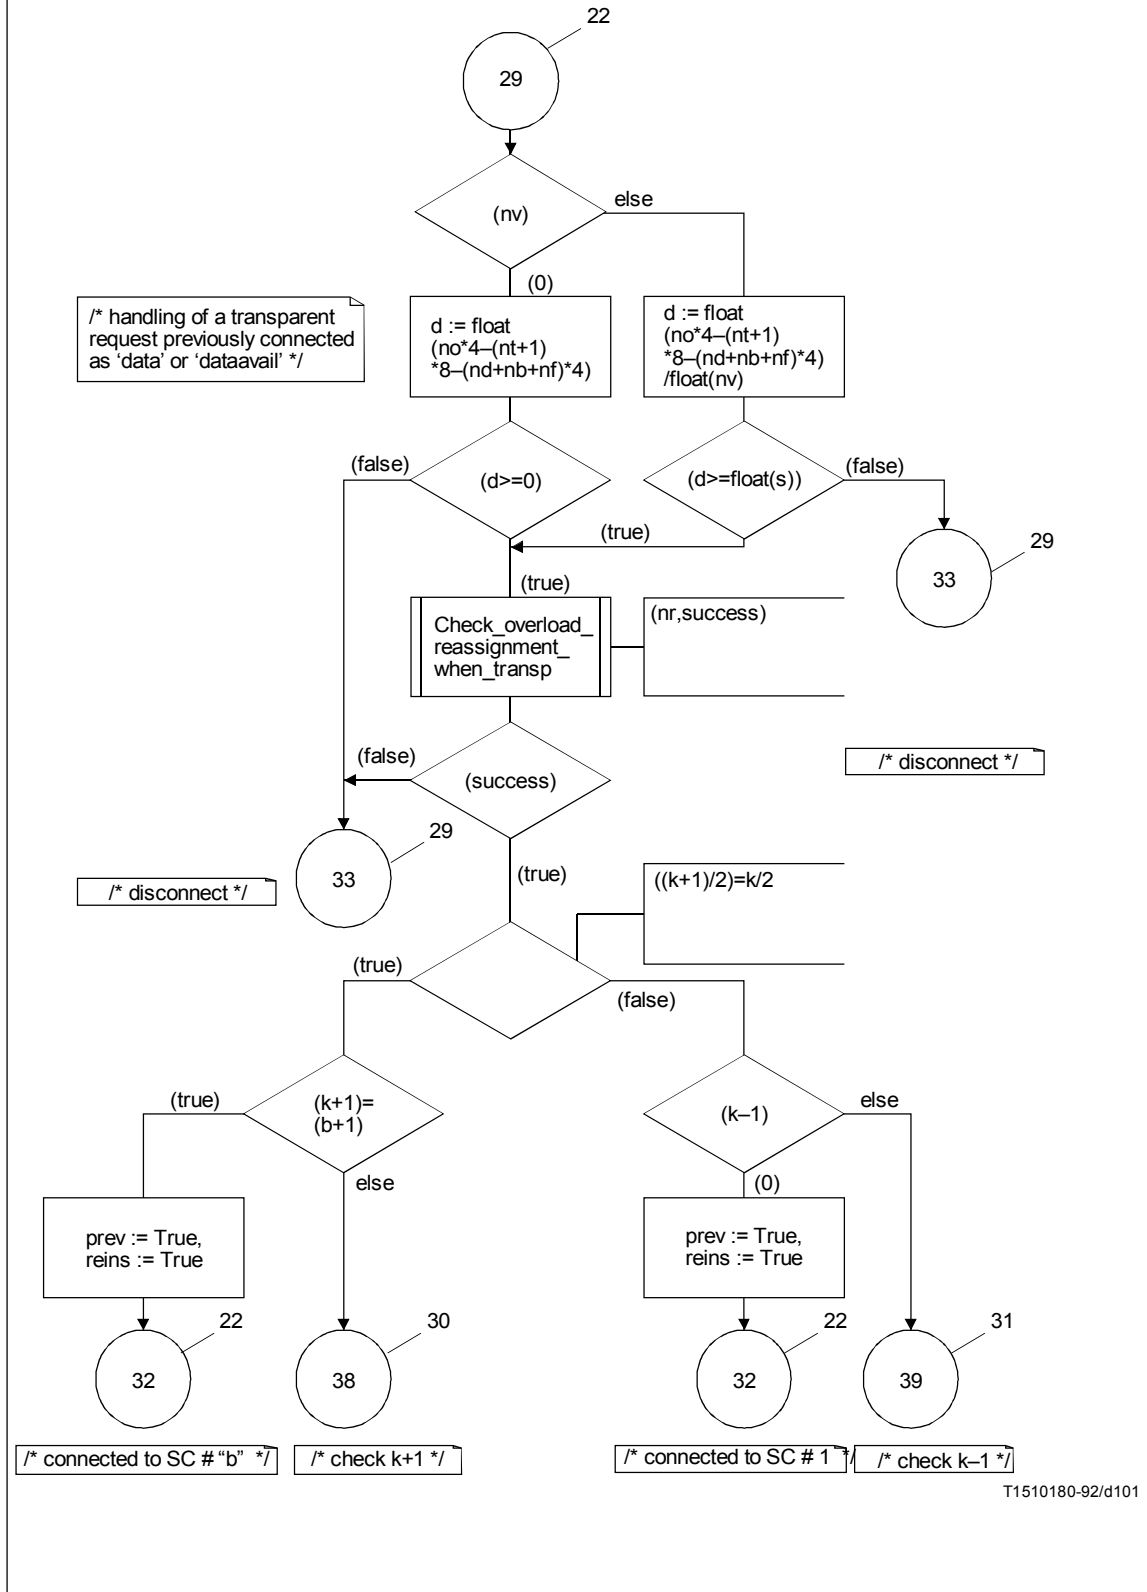 22
29
(nv)
else
(0)
/* handling of a transparent
request previously connected
as ‘data’ or ‘dataavail’ */
d := float
(no*4–(nt+1)
*8–(nd+nb+nf)*4)
d := float
(no*4–(nt+1)
*8–(nd+nb+nf)*4)
/float(nv)
(false)
(d>=0)
(d>=float(s))
(false)
(true)
29
33
(true)
Check_overload_
reassignment_
when_transp
(nr,success)
/* disconnect */
(false)
(success)
29
33
/* disconnect */
(true)
((k+1)/2)=k/2
(true)
(false)
(true)
(k+1)=
(b+1)
else
(k–1)
else
(0)
prev := True,
reins := True
prev := True,
reins := True
22
32
30
38
22
32
31
39
/* connected to SC # “b” */
/* check k+1 */
/* connected to SC # 1 */
/* check k–1 */
T1510180-92/d101